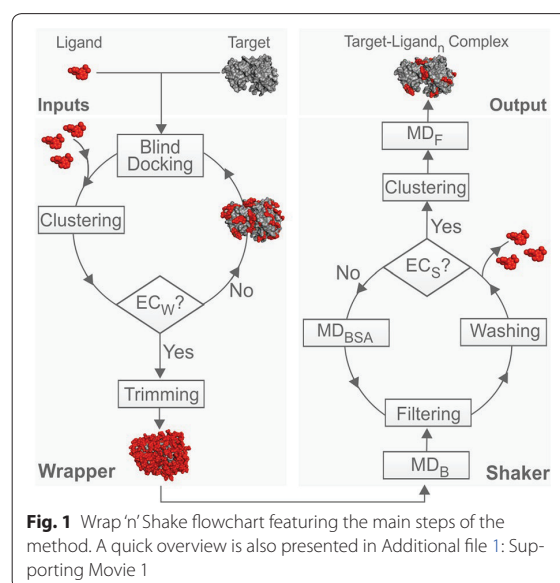 Ligand
Target
Inputs
Blind
Docking
Clustering
EC_W?
No
Yes
Trimming
Wrapper
Target-Ligand_n Complex
Output
MD_F
Clustering
Yes
EC_S?
No
MD_BSA
Washing
Filtering
MD_B
Shaker
Fig. 1 Wrap ‘n’ Shake flowchart featuring the main steps of the
method. A quick overview is also presented in Additional file 1: Sup-
porting Movie 1